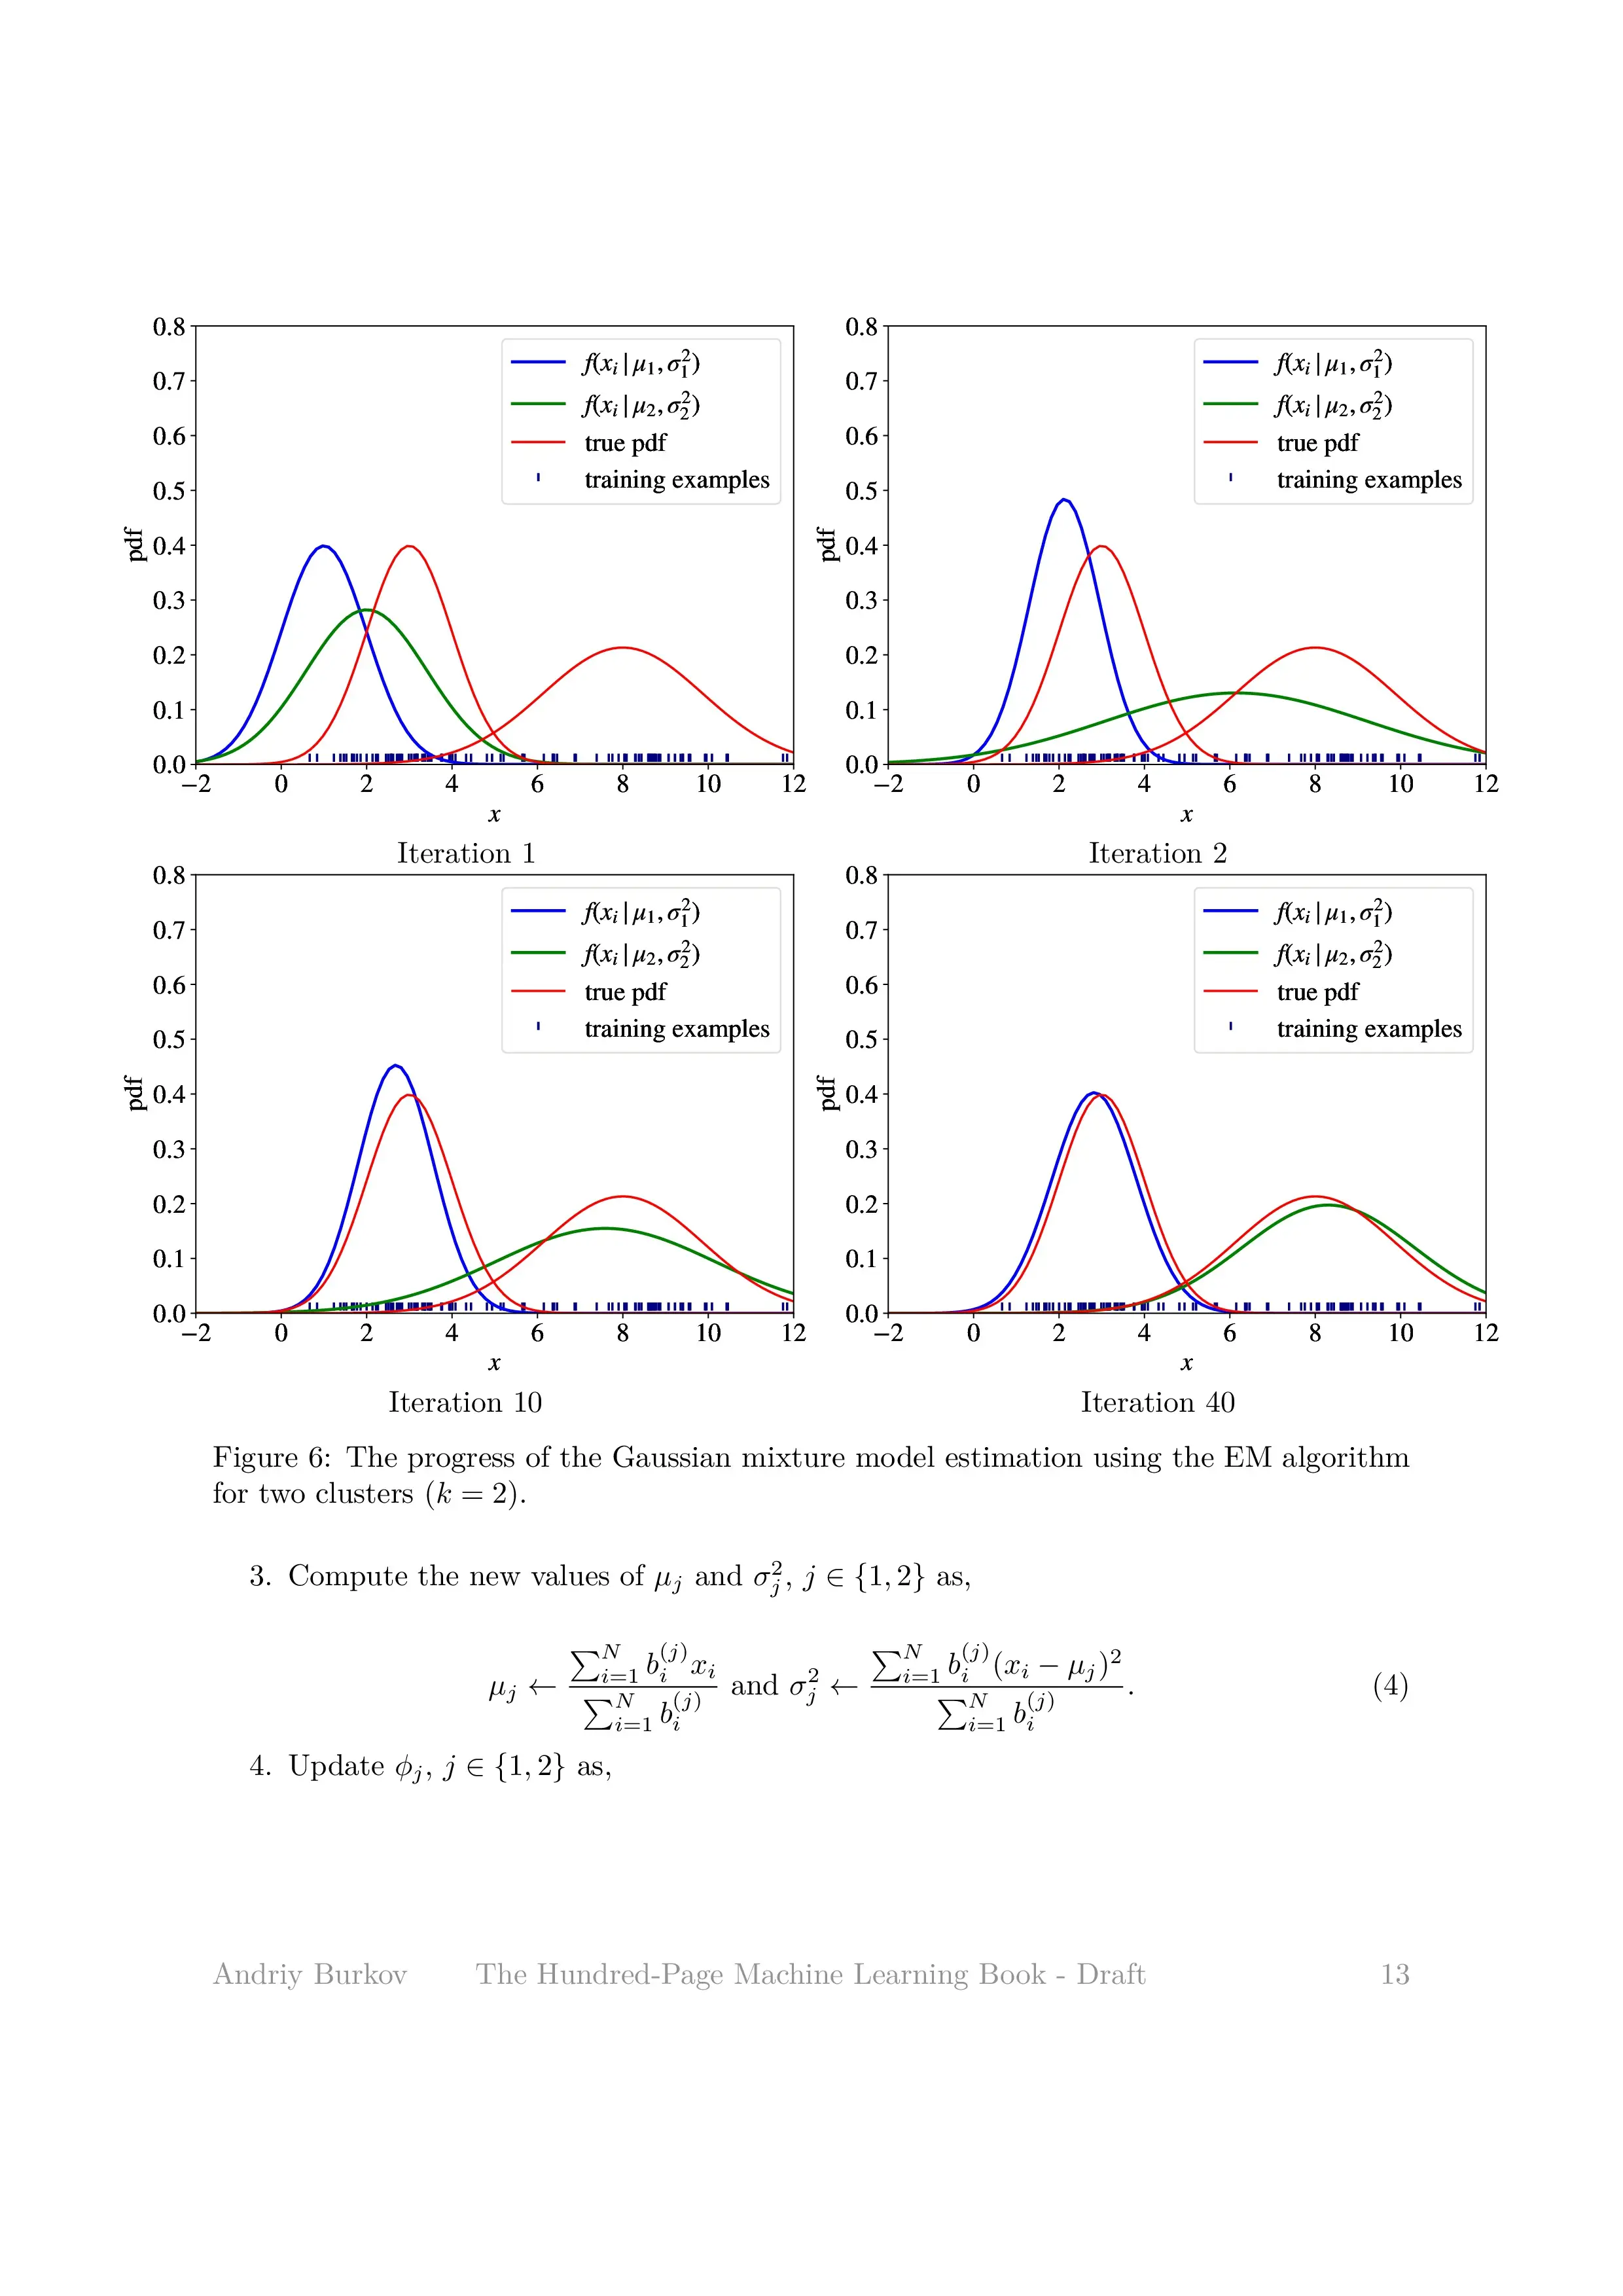 0.8
0.7
0.6
0.5
0.4
0.3
0.2
0.1
0.0
pdf
f(xᵢ|μ₁, σ₁²)
f(xᵢ|μ₂, σ₂²)
true pdf
training examples
−2 0 2 4 6 8 10 12
x
Iteration 1
0.8
0.7
0.6
0.5
0.4
0.3
0.2
0.1
0.0
pdf
f(xᵢ|μ₁, σ₁²)
f(xᵢ|μ₂, σ₂²)
true pdf
training examples
−2 0 2 4 6 8 10 12
x
Iteration 2
0.8
0.7
0.6
0.5
0.4
0.3
0.2
0.1
0.0
pdf
f(xᵢ|μ₁, σ₁²)
f(xᵢ|μ₂, σ₂²)
true pdf
training examples
−2 0 2 4 6 8 10 12
x
Iteration 10
0.8
0.7
0.6
0.5
0.4
0.3
0.2
0.1
0.0
pdf
f(xᵢ|μ₁, σ₁²)
f(xᵢ|μ₂, σ₂²)
true pdf
training examples
−2 0 2 4 6 8 10 12
x
Iteration 40
Figure 6: The progress of the Gaussian mixture model estimation using the EM algorithm
for two clusters (k = 2).
3. Compute the new values of μⱼ and σⱼ², j ∈ {1, 2} as,
μⱼ ← (∑ᵢ₌₁ᴺ bᵢ⁽ʲ⁾xᵢ) / (∑ᵢ₌₁ᴺ bᵢ⁽ʲ⁾) and σⱼ² ← (∑ᵢ₌₁ᴺ bᵢ⁽ʲ⁾(xᵢ − μⱼ)²) / (∑ᵢ₌₁ᴺ bᵢ⁽ʲ⁾). (4)
4. Update ϕⱼ, j ∈ {1, 2} as,
Andriy Burkov The Hundred-Page Machine Learning Book - Draft 13